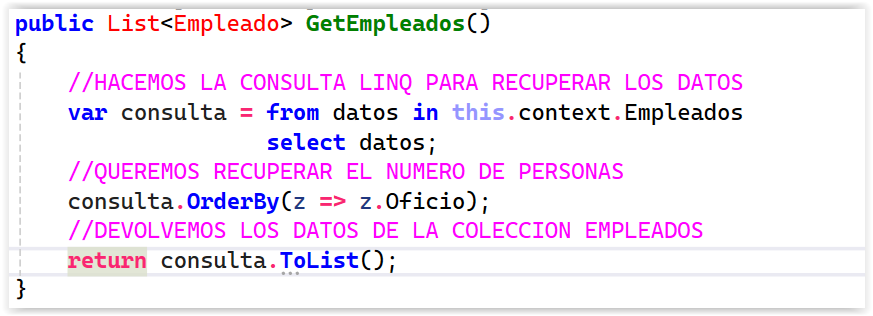 public List<Empleado> GetEmpleados()
{
//HACEMOS LA CONSULTA LINQ PARA RECUPERAR LOS DATOS
var consulta = from datos in this.context.Empleados
select datos;
//QUEREMOS RECUPERAR EL NUMERO DE PERSONAS
consulta.OrderBy(z => z.Oficio);
//DEVOLVEMOS LOS DATOS DE LA COLECCION EMPLEADOS
return consulta.ToList();
}